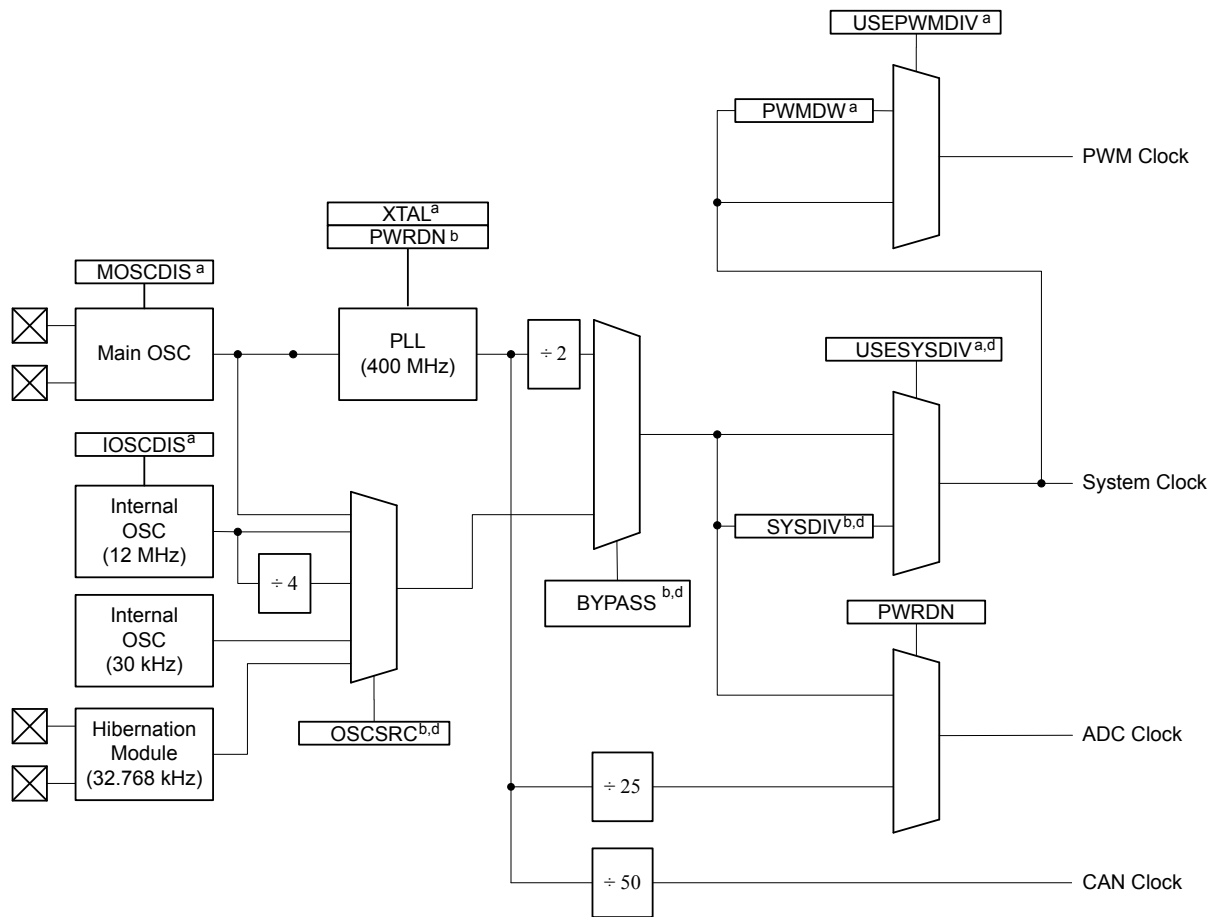 USEPWMDIV a
PWMDW a
PWM Clock
XTAL a
PWRDN b
MOSCDIS a
Main OSC
PLL
(400 MHz)
÷ 2
USESYSDIV a,d
IOSCDIS a
Internal
OSC
(12 MHz)
÷ 4
System Clock
SYSDIV b,d
BYPASS b,d
Internal
OSC
(30 kHz)
PWRDN
OSCSRC b,d
Hibernation
Module
(32.768 kHz)
ADC Clock
÷ 25
÷ 50
CAN Clock